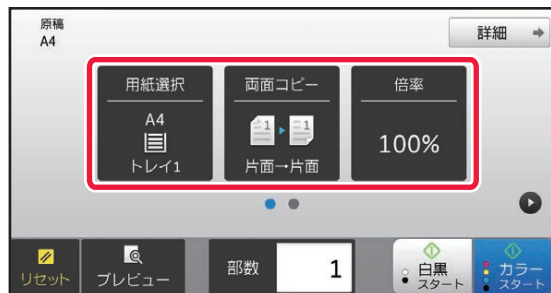 原稿
A4
詳細
用紙選択
A4
トレイ1
両面コピー
1 1
片面→片面
倍率
100%
リセット
プレビュー
部数
1
白黒
スタート
カラー
スタート